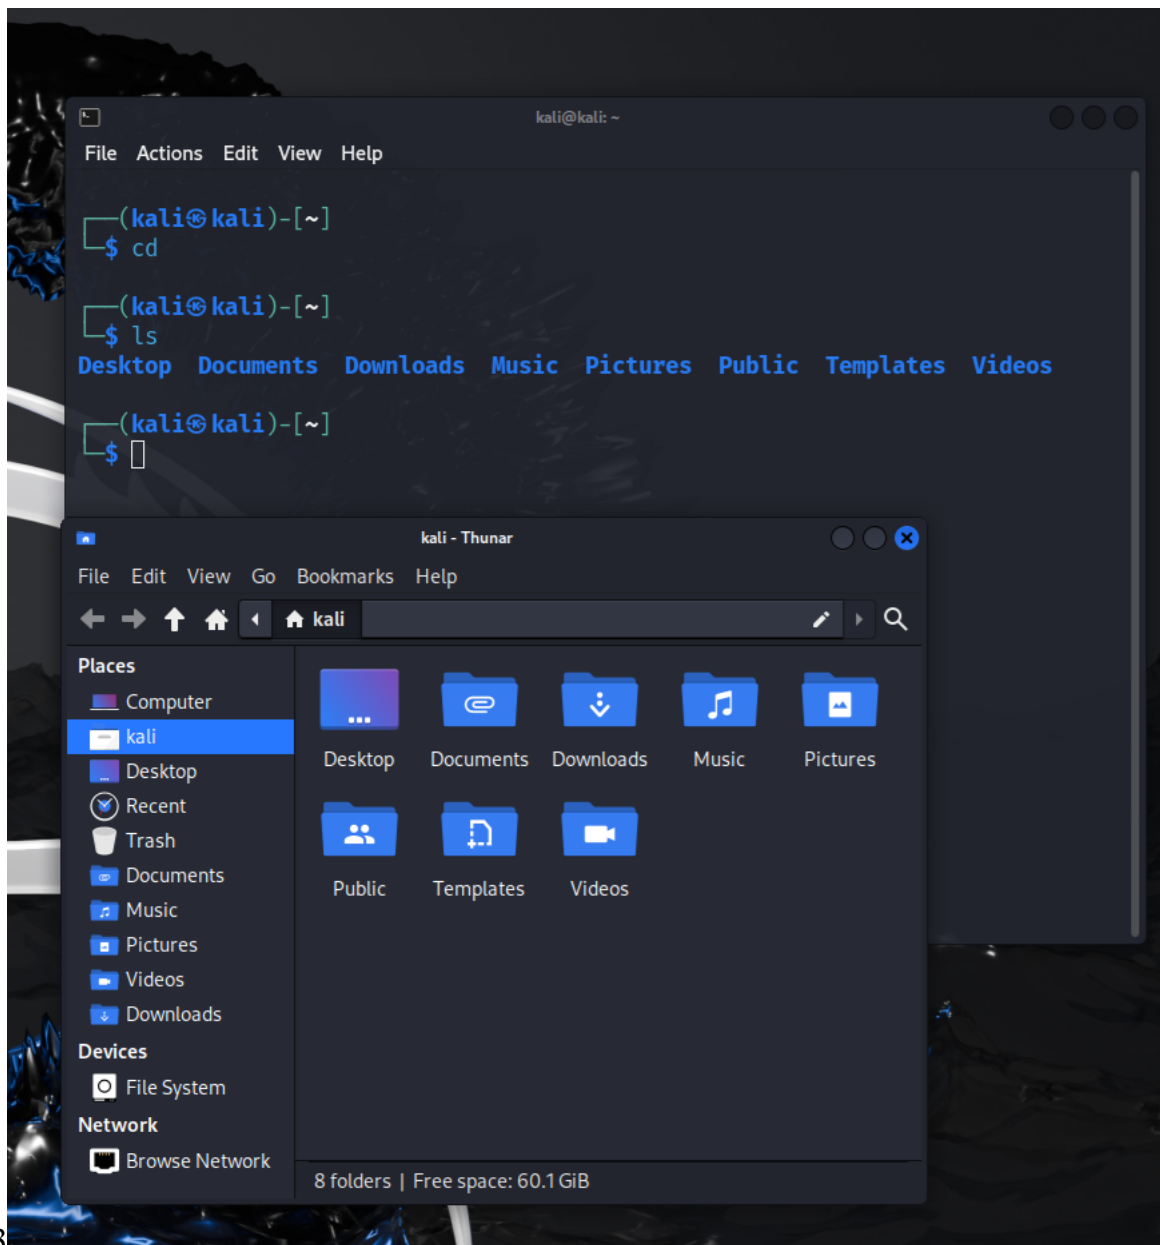 kali@kali: ~
File Actions Edit View Help
┌──(kali㉿kali)-[~]
└─$ cd
┌──(kali㉿kali)-[~]
└─$ ls
Desktop Documents Downloads Music Pictures Public Templates Videos
┌──(kali㉿kali)-[~]
└─$
kali - Thunar
File Edit View Go Bookmarks Help
kali
Places
Computer
kali
Desktop
Recent
Trash
Documents
Music
Pictures
Videos
Downloads
Devices
File System
Network
Browse Network
Desktop Documents Downloads Music Pictures
Public Templates Videos
8 folders | Free space: 60.1 GiB